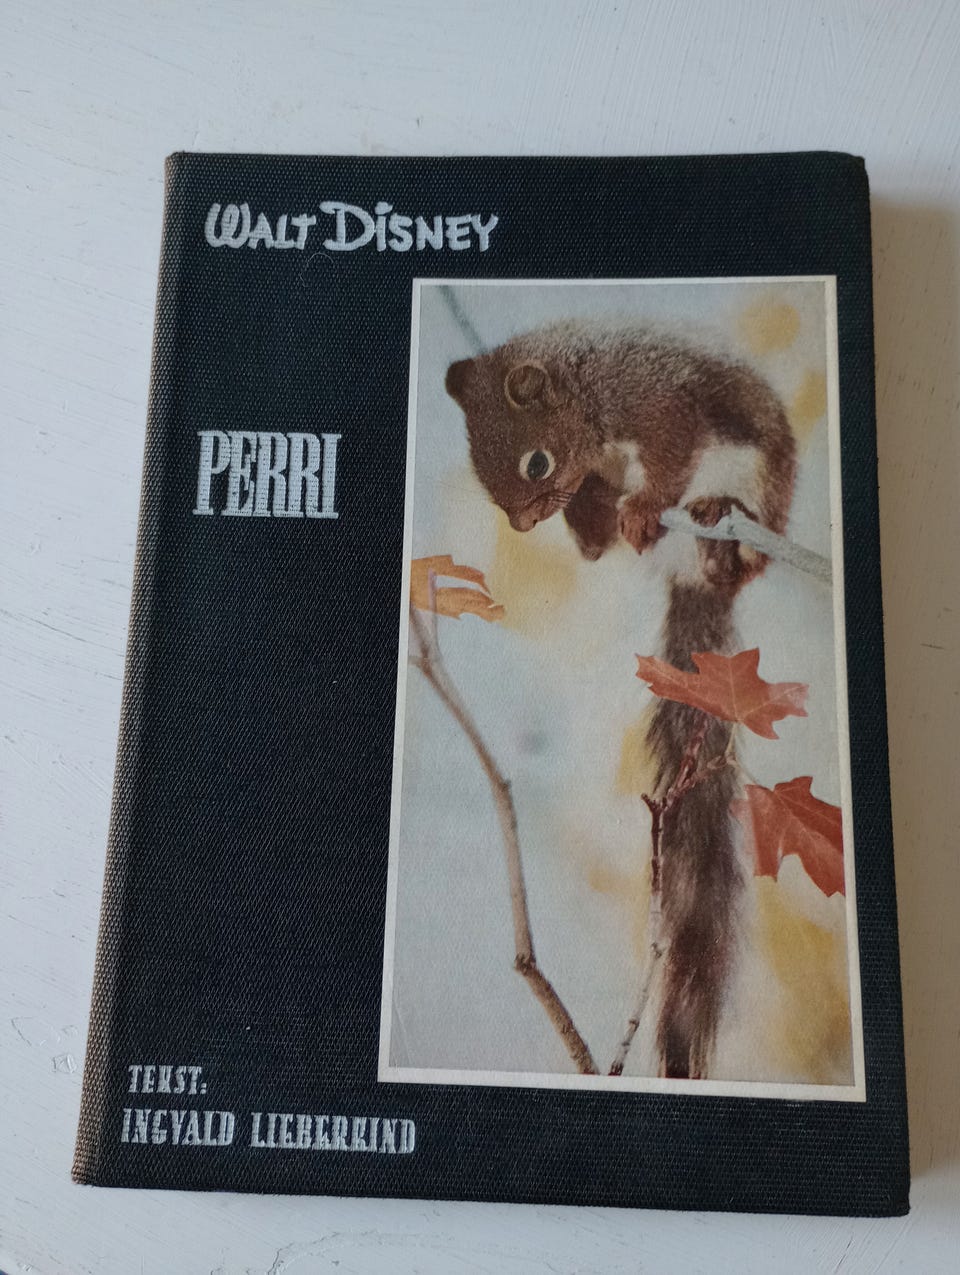 WALT DISNEY
PERRI
TEKST:
INGVALD LIEBERKIND